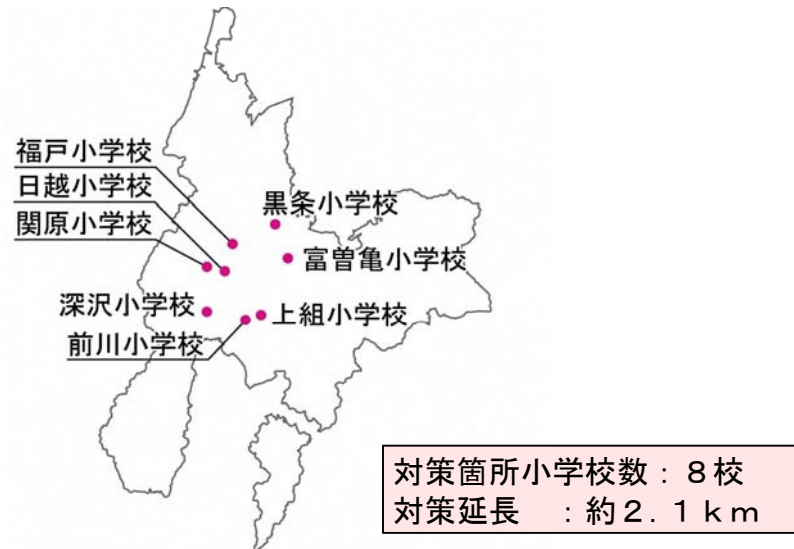 福戸小学校
日越小学校
関原小学校
黒条小学校
富曽亀小学校
深沢小学校
上組小学校
前川小学校
対策箇所小学校数：８校
対策延長　：約２．１ｋｍ